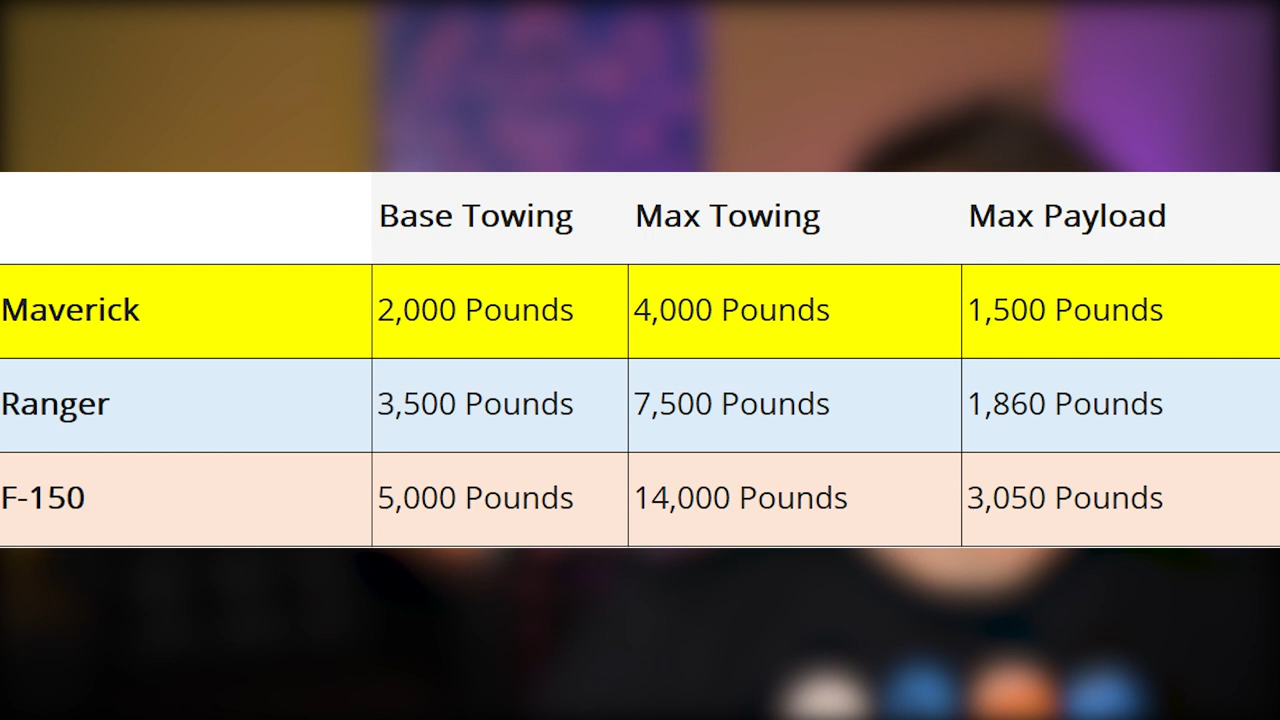 Base Towing Max Towing Max Payload
Maverick 2,000 Pounds 4,000 Pounds 1,500 Pounds
Ranger 3,500 Pounds 7,500 Pounds 1,860 Pounds
F-150 5,000 Pounds 14,000 Pounds 3,050 Pounds